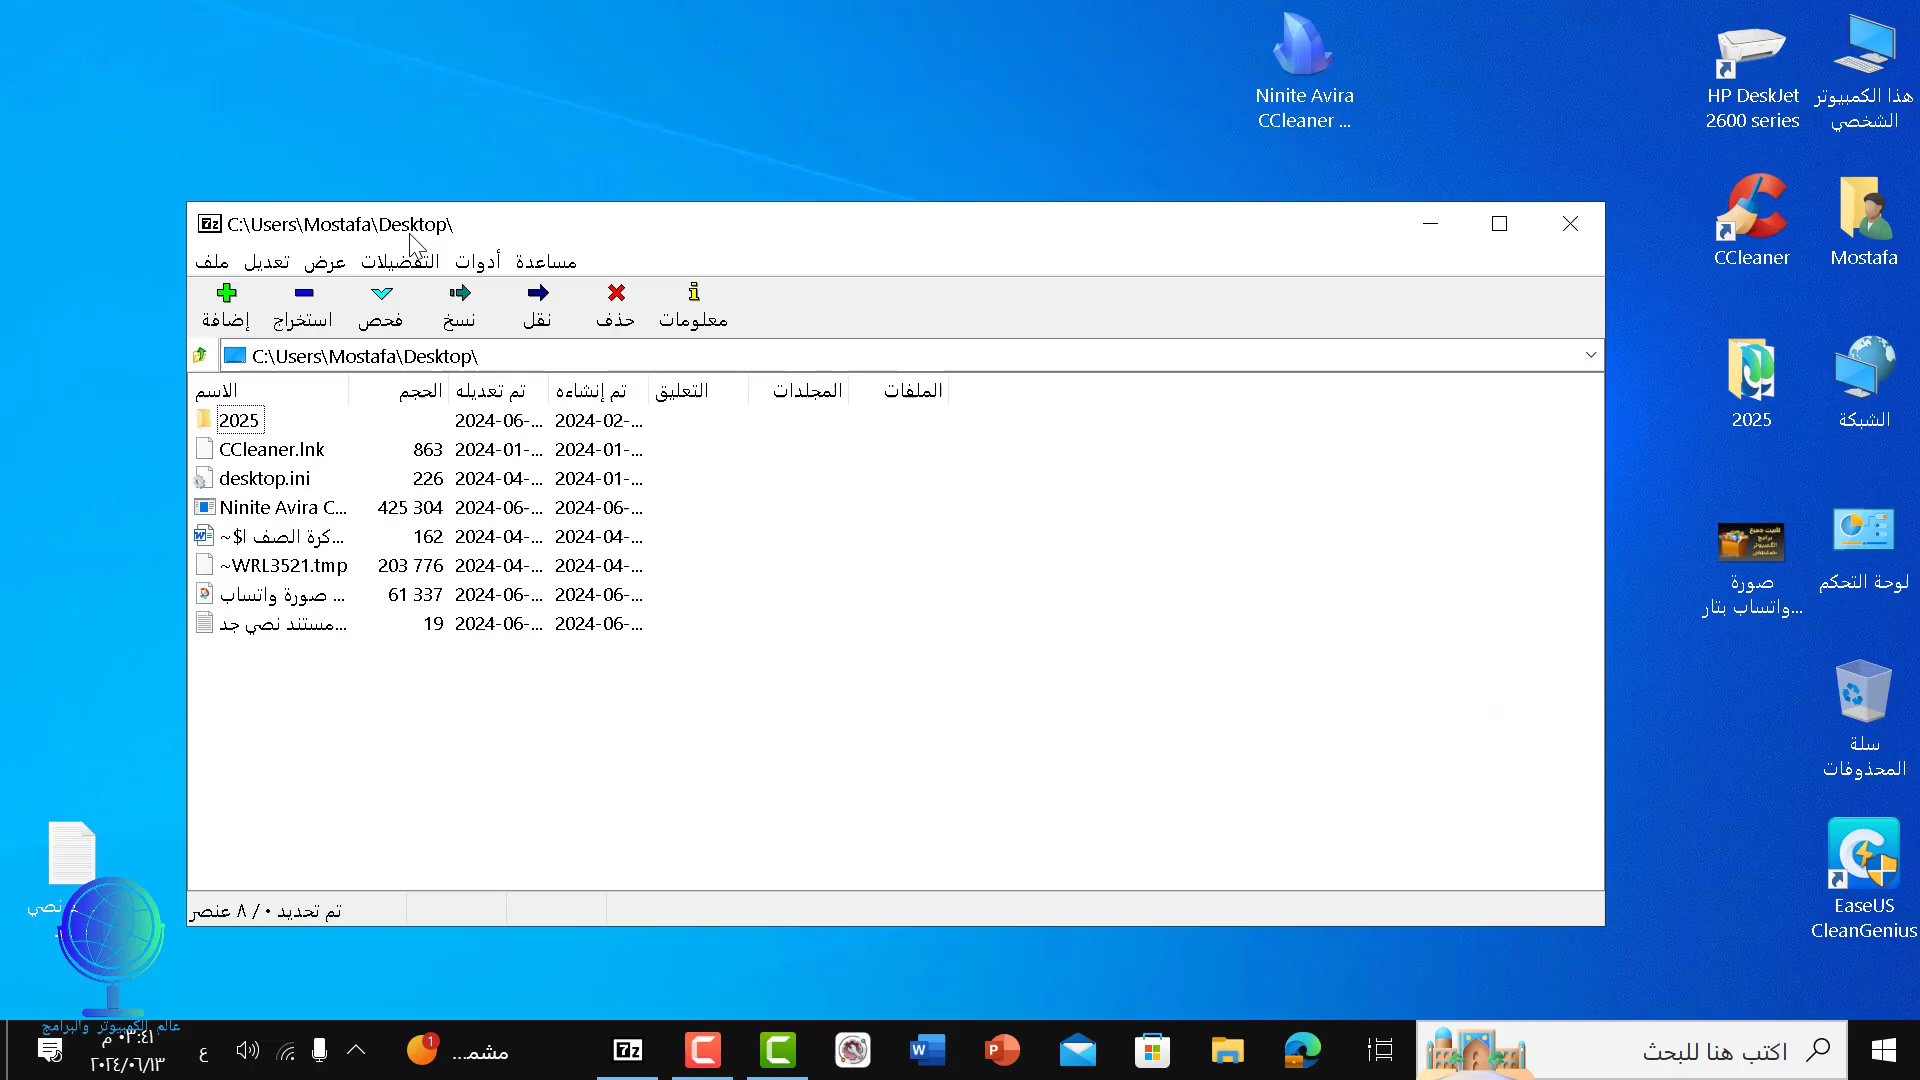 Ninite Avira
CCleaner ...
HP DeskJet
2600 series
هذا الكمبيوتر
الشخصي
CCleaner
Mostafa
2025
الشبكة
صورة
واتساب بتار...
لوحة التحكم
سلة
المحذوفات
EaseUS
CleanGenius
C:\Users\Mostafa\Desktop\
ملف تعديل عرض التفضيلات أدوات مساعدة
إضافة استخراج فحص نسخ نقل حذف معلومات
C:\Users\Mostafa\Desktop\
الاسم الحجم تم تعديله تم إنشاءه التعليق المجلدات الملفات
2025 2024-06-... 2024-02-...
CCleaner.lnk 863 2024-01-... 2024-01-...
desktop.ini 226 2024-04-... 2024-01-...
Ninite Avira C... 425 304 2024-06-... 2024-06-...
~$كرة الصف ا... 162 2024-04-... 2024-04-...
~WRL3521.tmp 203 776 2024-04-... 2024-04-...
صورة واتساب ... 61 337 2024-06-... 2024-06-...
مستند نصي جد... 19 2024-06-... 2024-06-...
تم تحديد ٠ / ٨ عنصر
نصي
عالم الكمبيوتر والبرامج
اكتب هنا للبحث
مشمـ...
1
ع
٠٣:٤١ م
٢٠٢٤/٠٦/١٣